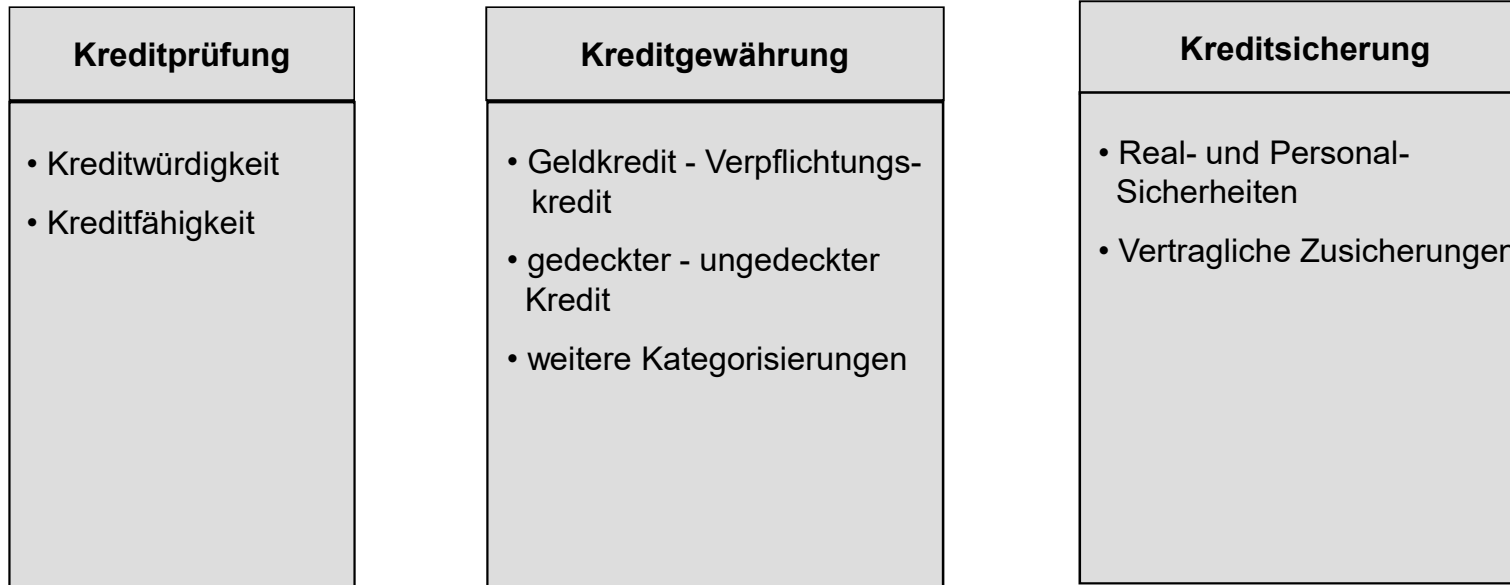 Kreditprüfung
• Kreditwürdigkeit
• Kreditfähigkeit
Kreditgewährung
• Geldkredit - Verpflichtungs-
kredit
• gedeckter - ungedeckter
Kredit
• weitere Kategorisierungen
Kreditsicherung
• Real- und Personal-
Sicherheiten
• Vertragliche Zusicherungen